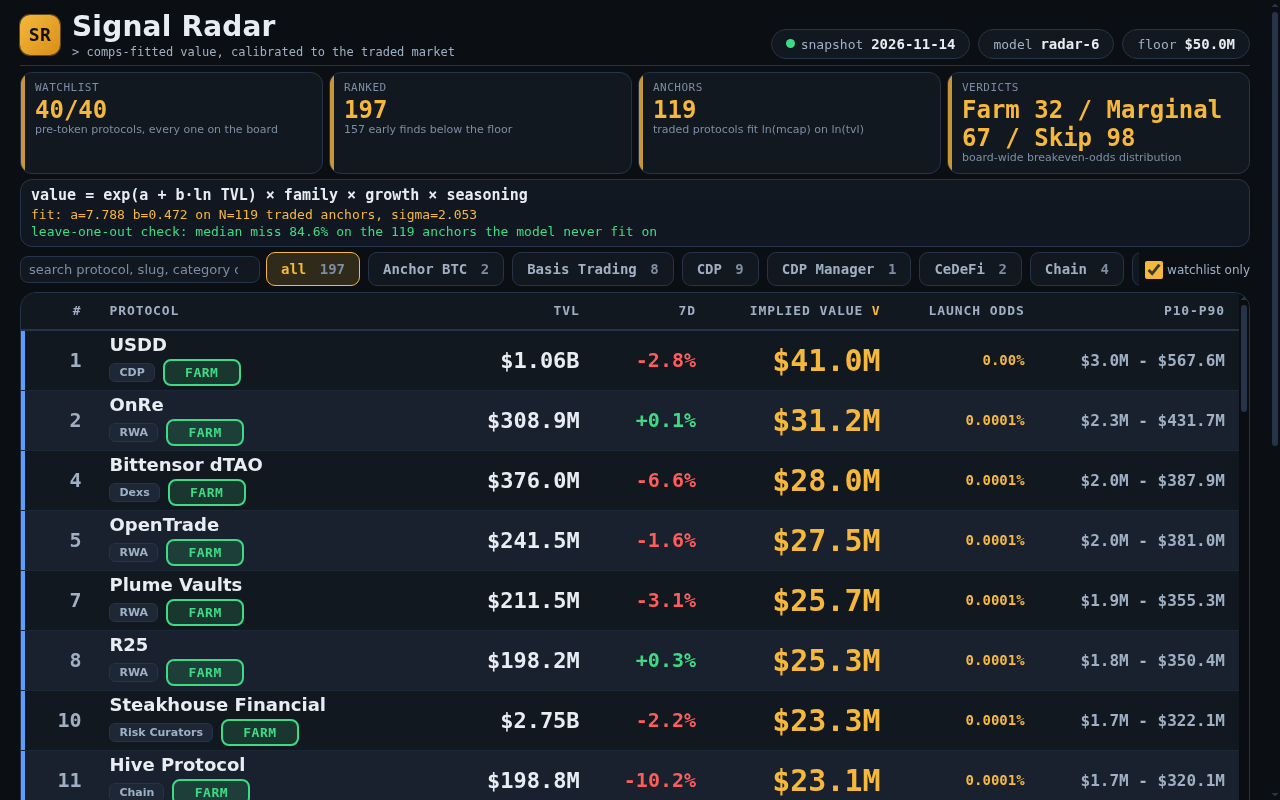 SR
Signal Radar
> comps-fitted value, calibrated to the traded market
snapshot 2026-11-14
model radar-6
floor $50.0M
WATCHLIST
40/40
pre-token protocols, every one on the board
RANKED
197
157 early finds below the floor
ANCHORS
119
traded protocols fit ln(mcap) on ln(tvl)
VERDICTS
Farm 32 / Marginal
67 / Skip 98
board-wide breakeven-odds distribution
value = exp(a + b·ln TVL) × family × growth × seasoning
fit: a=7.788 b=0.472 on N=119 traded anchors, sigma=2.053
leave-one-out check: median miss 84.6% on the 119 anchors the model never fit on
search protocol, slug, category
all 197
Anchor BTC 2
Basis Trading 8
CDP 9
CDP Manager 1
CeDeFi 2
Chain 4
watchlist only
# PROTOCOL TVL 7D IMPLIED VALUE V LAUNCH ODDS P10-P90
1 USDD CDP FARM $1.06B -2.8% $41.0M 0.00% $3.0M - $567.6M
2 OnRe RWA FARM $308.9M +0.1% $31.2M 0.0001% $2.3M - $431.7M
4 Bittensor dTAO Dexs FARM $376.0M -6.6% $28.0M 0.0001% $2.0M - $387.9M
5 OpenTrade RWA FARM $241.5M -1.6% $27.5M 0.0001% $2.0M - $381.0M
7 Plume Vaults RWA FARM $211.5M -3.1% $25.7M 0.0001% $1.9M - $355.3M
8 R25 RWA FARM $198.2M +0.3% $25.3M 0.0001% $1.8M - $350.4M
10 Steakhouse Financial Risk Curators FARM $2.75B -2.2% $23.3M 0.0001% $1.7M - $322.1M
11 Hive Protocol Chain FARM $198.8M -10.2% $23.1M 0.0001% $1.7M - $320.1M